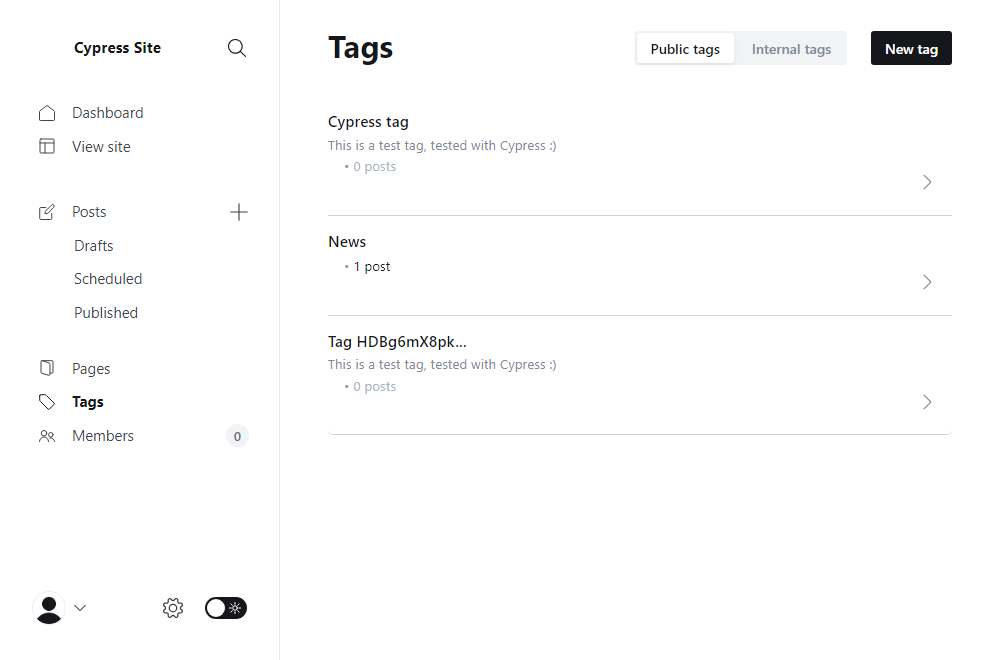 Cypress Site
Dashboard
View site
Posts
Drafts
Scheduled
Published
Pages
Tags
Members 0
Tags
Public tags Internal tags New tag
Cypress tag
This is a test tag, tested with Cypress :)
• 0 posts
News
• 1 post
Tag HDBg6mX8pk...
This is a test tag, tested with Cypress :)
• 0 posts